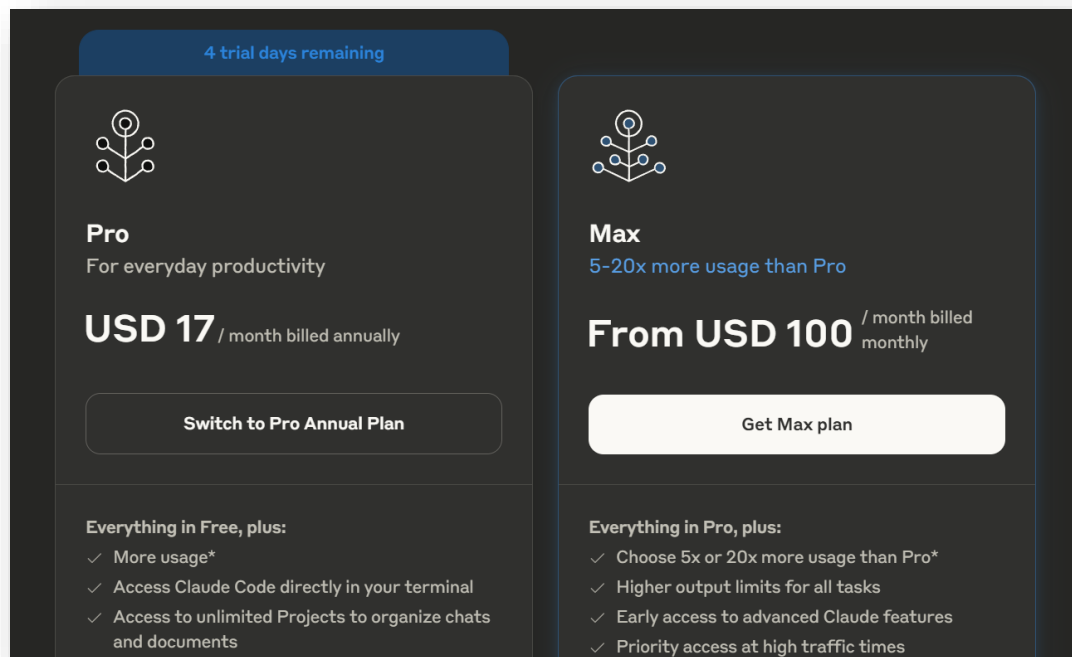 4 trial days remaining
Pro
For everyday productivity
USD 17 / month billed annually
Switch to Pro Annual Plan
Everything in Free, plus:
More usage*
Access Claude Code directly in your terminal
Access to unlimited Projects to organize chats
and documents
Max
5-20x more usage than Pro
From USD 100 / month billed
monthly
Get Max plan
Everything in Pro, plus:
Choose 5x or 20x more usage than Pro*
Higher output limits for all tasks
Early access to advanced Claude features
Priority access at high traffic times